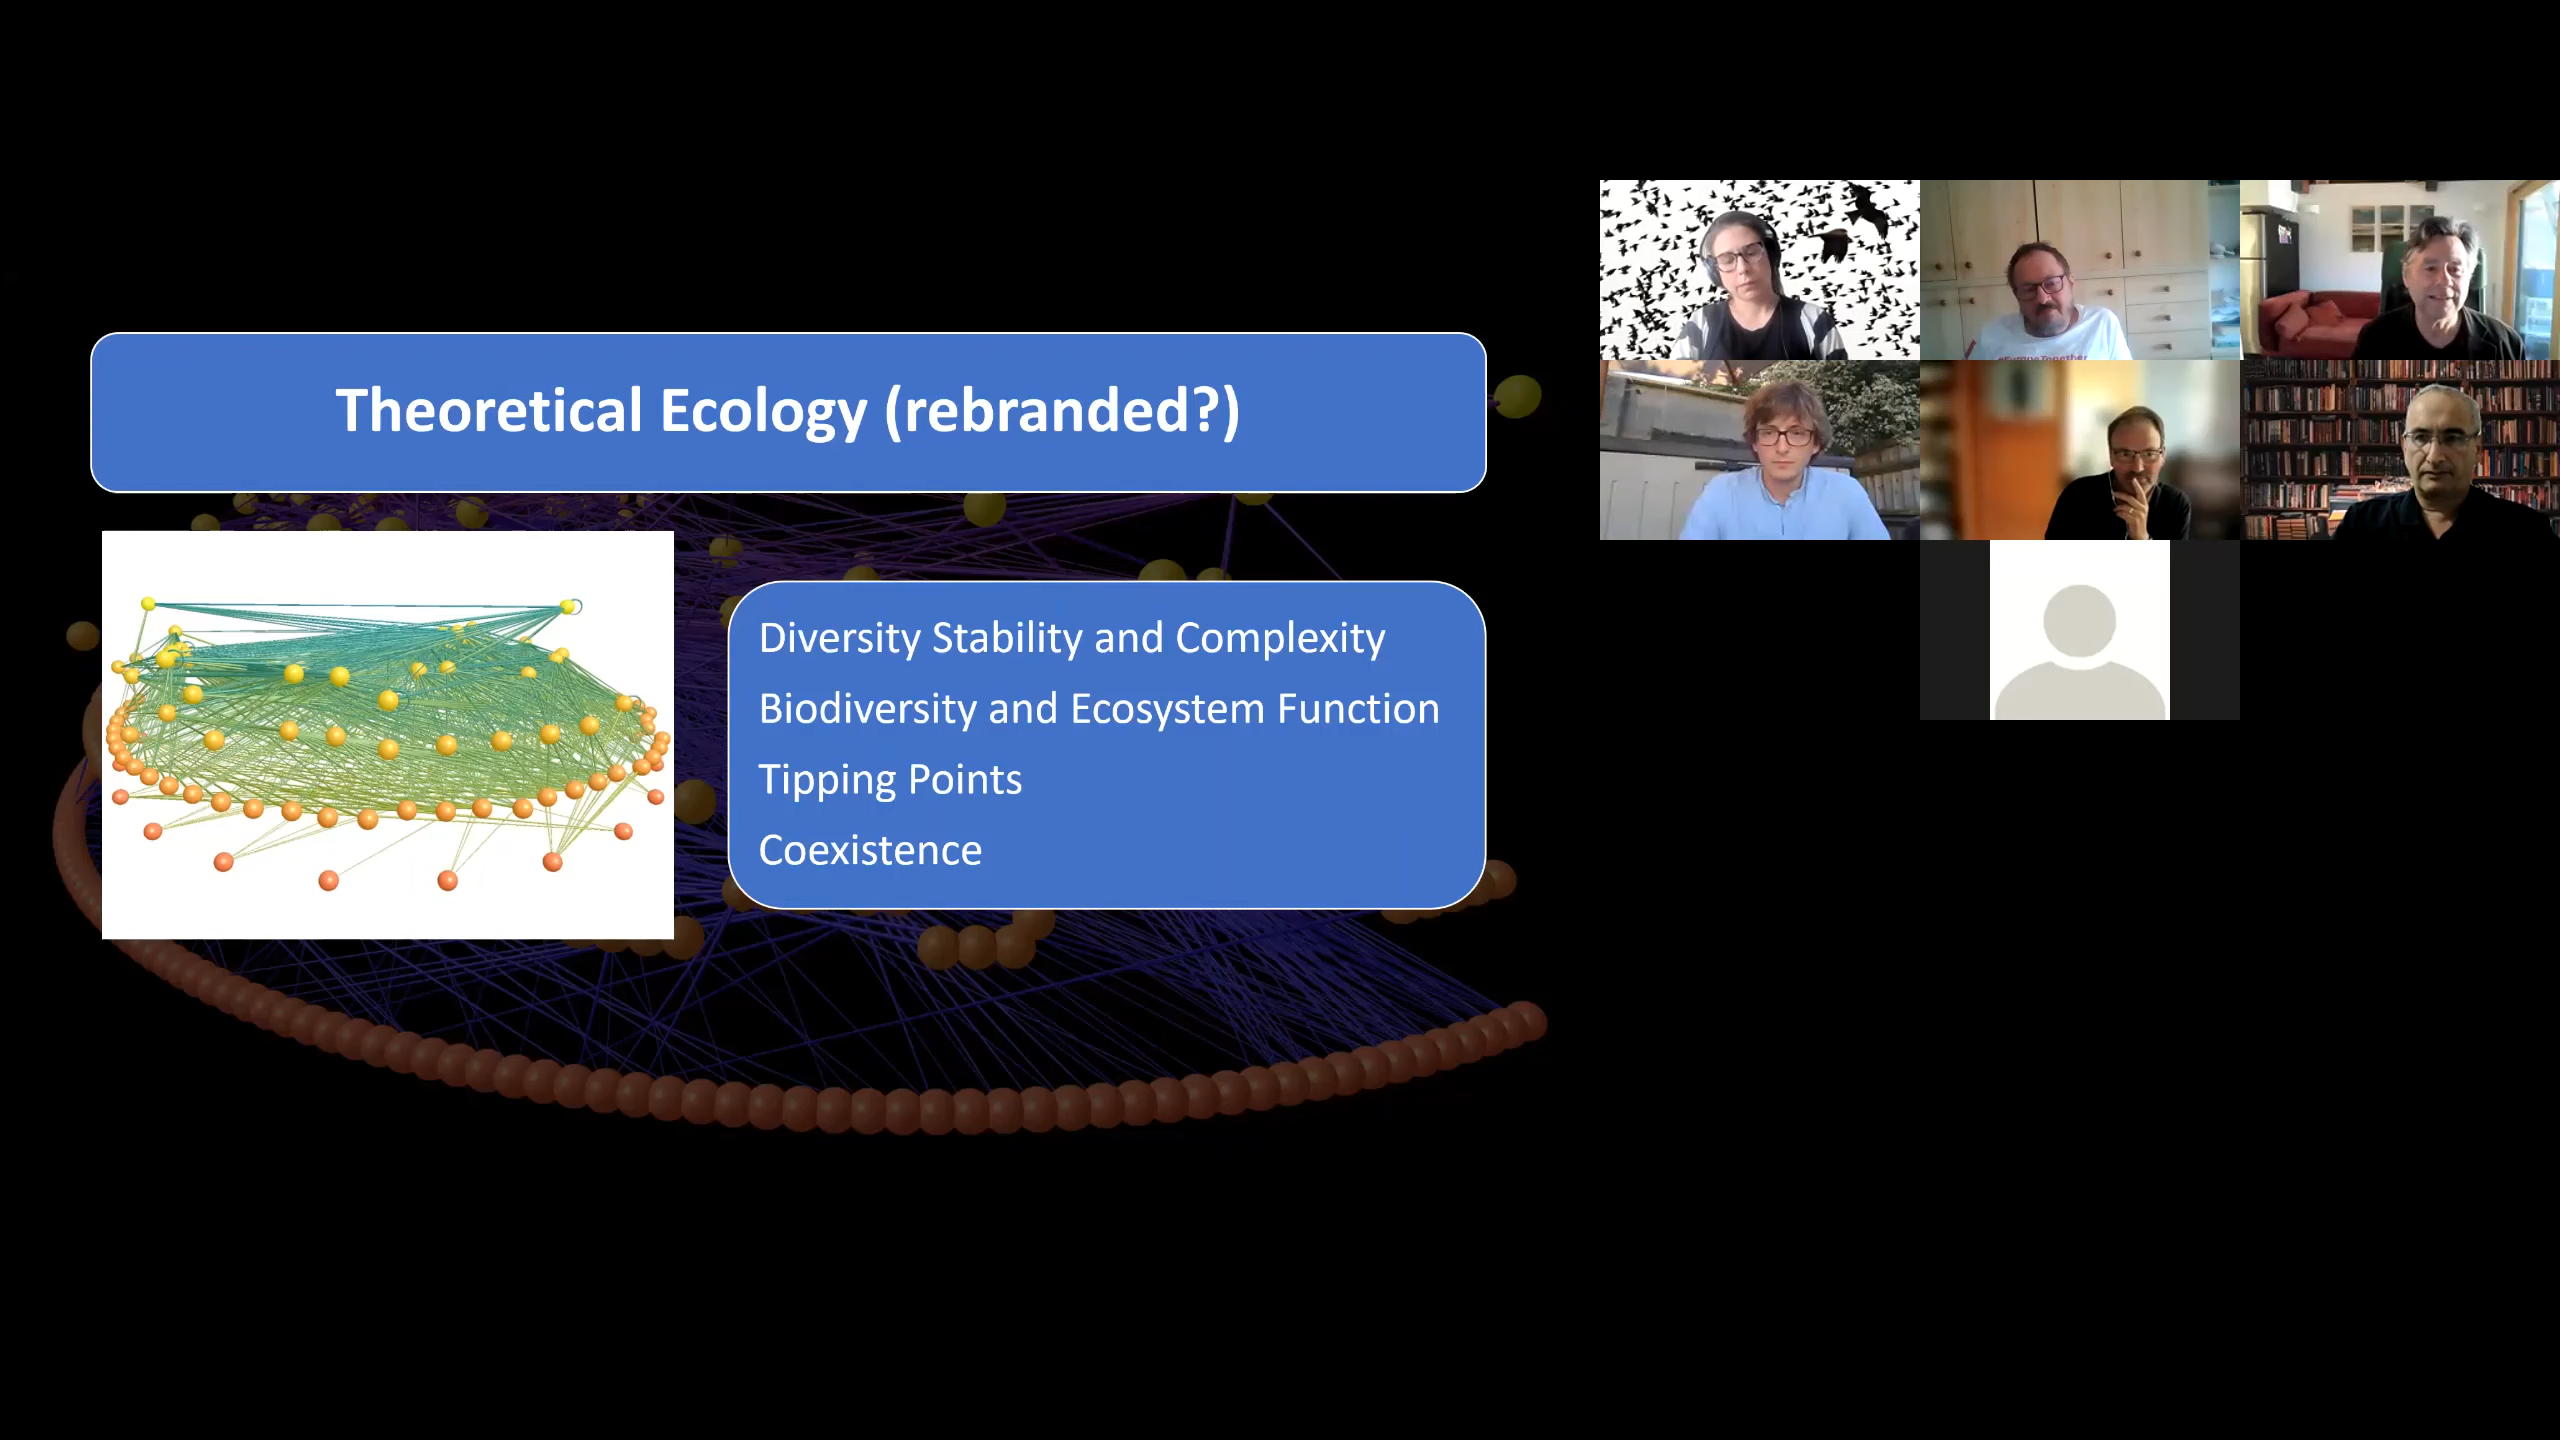 Theoretical Ecology (rebranded?)
Diversity Stability and Complexity
Biodiversity and Ecosystem Function
Tipping Points
Coexistence